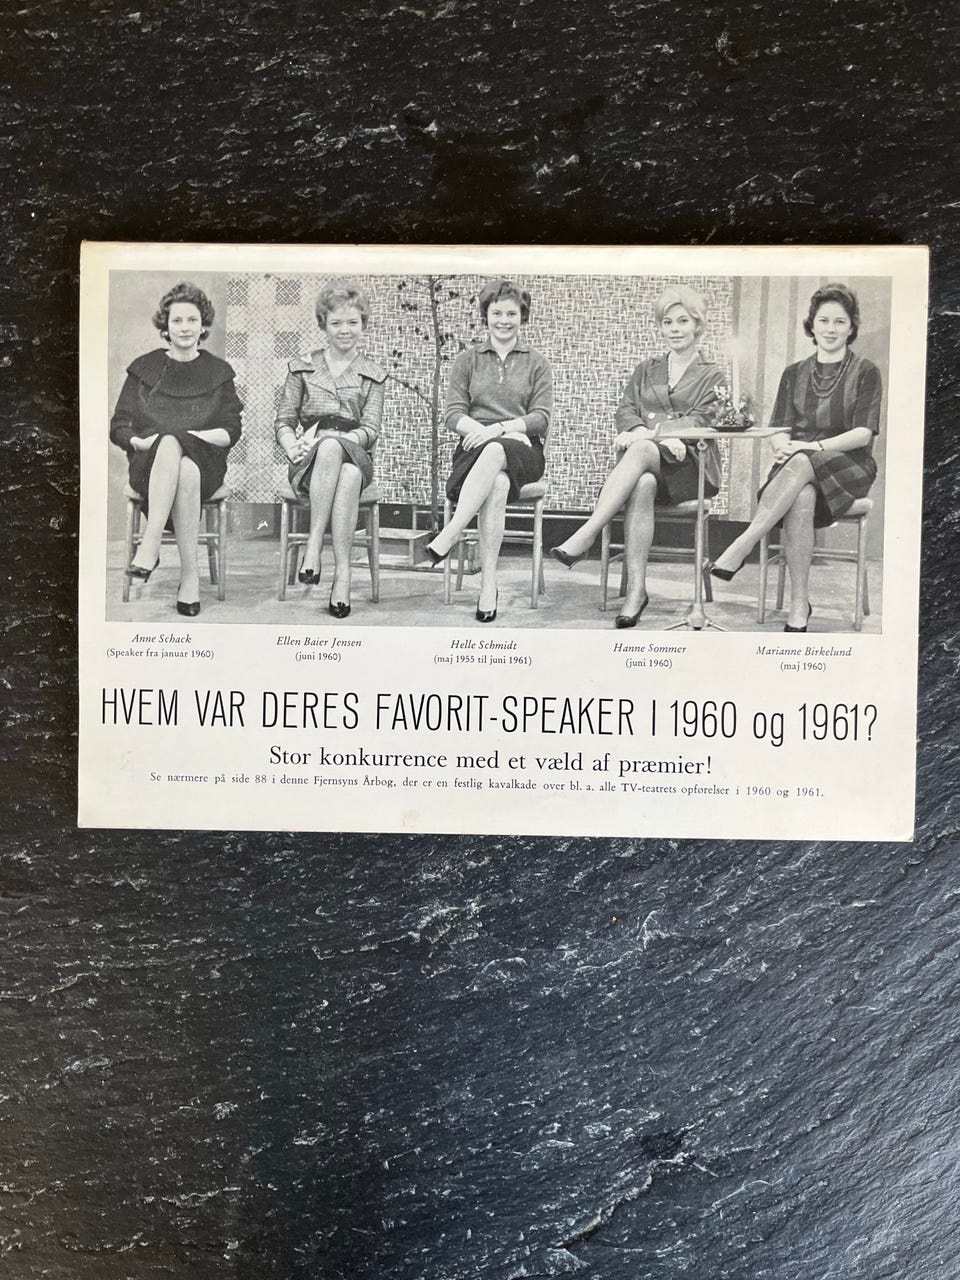 Anne Schack
(Speaker fra januar 1960)
Ellen Baier Jensen
(juni 1960)
Helle Schmidt
(maj 1955 til juni 1961)
Hanne Sommer
(juni 1960)
Marianne Birkelund
(maj 1960)
HVEM VAR DERES FAVORIT-SPEAKER I 1960 og 1961?
Stor konkurrence med et væld af præmier!
Se nærmere på side 88 i denne Fjernsyns Årbog, der er en festlig kavalkade over bl. a. alle TV-teatrets opførelser i 1960 og 1961.